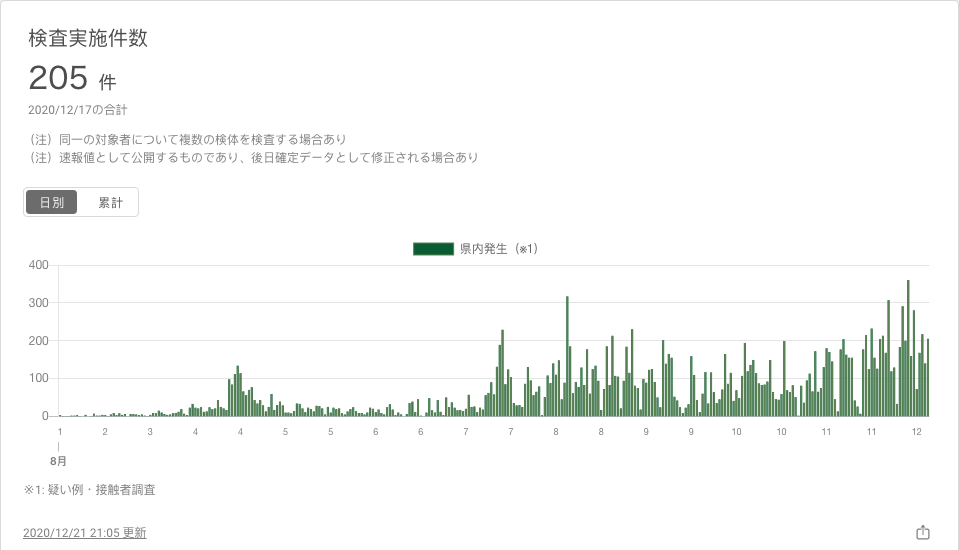 検査実施件数
205 件
2020/12/17の合計
（注）同一の対象者について複数の検体を検査する場合あり
（注）速報値として公開するものであり、後日確定データとして修正される場合あり
日別 累計
県内発生（※1）
400
300
200
100
0
1 2 3 4 4 5 5 6 6 7 7 8 8 9 9 10 10 11 11 12
8月
※1: 疑い例・接触者調査
2020/12/21 21:05 更新